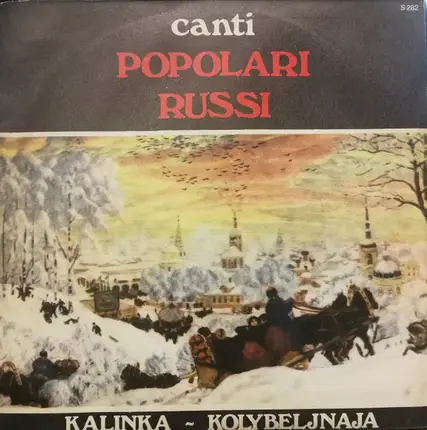 S 282
canti
POPOLARI
RUSSI
KALINKA - KOLYBELJNAJA